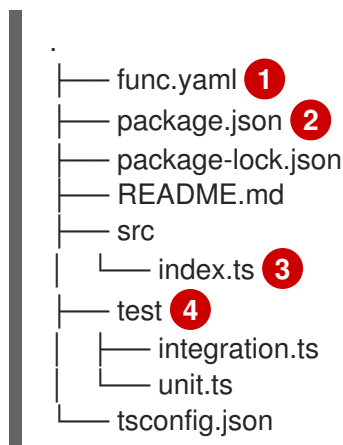 .
├── func.yaml 1
├── package.json 2
├── package-lock.json
├── README.md
├── src
│   └── index.ts 3
├── test 4
│   ├── integration.ts
│   └── unit.ts
└── tsconfig.json